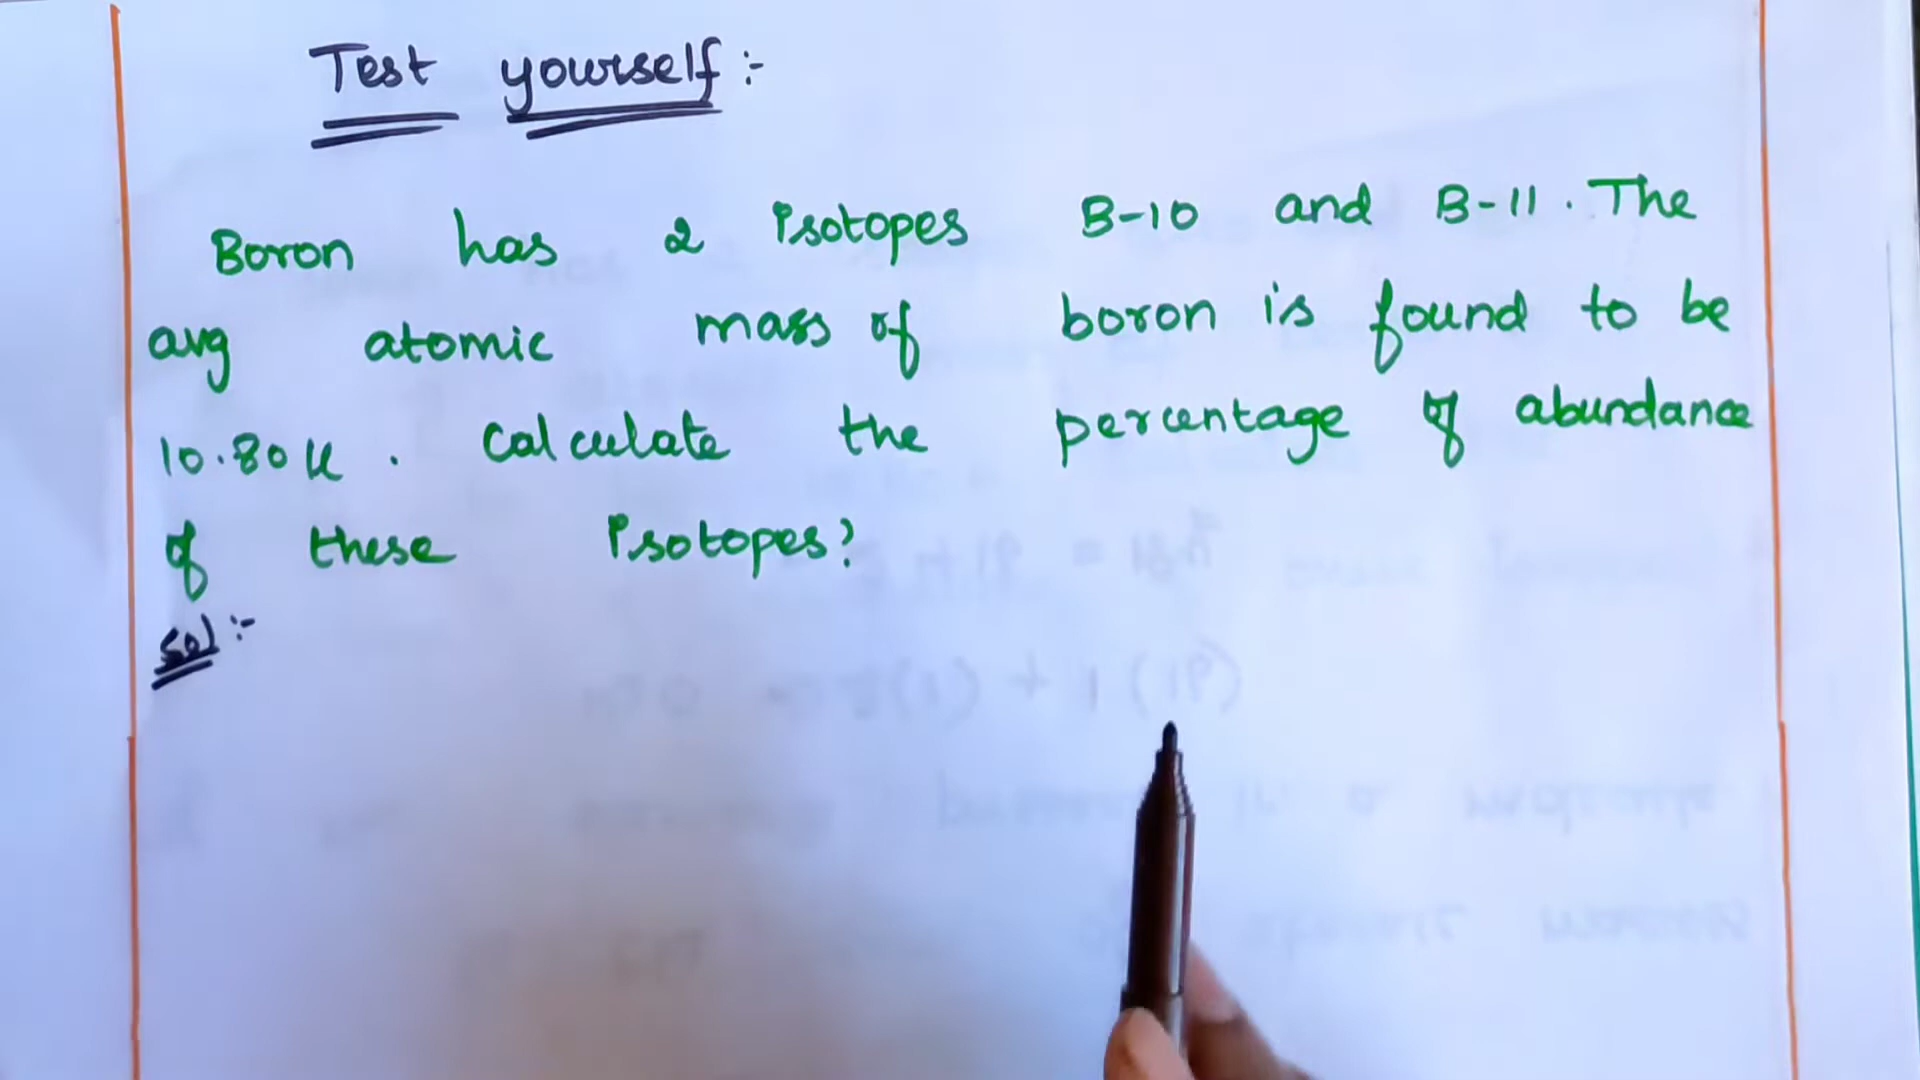 Test yourself :-
Boron has 2 isotopes B-10 and B-11. The
avg atomic mass of boron is found to be
10.80u. Calculate the percentage of abundance
of these isotopes?
Sol :-